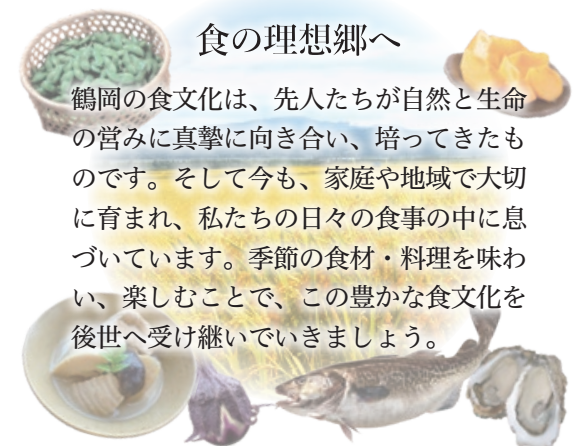 食の理想郷へ
鶴岡の食文化は、先人たちが自然と生命
の営みに真摯に向き合い、培ってきたも
のです。そして今も、家庭や地域で大切
に育まれ、私たちの日々の食事の中に息
づいています。季節の食材・料理を味わ
い、楽しむことで、この豊かな食文化を
後世へ受け継いでいきましょう。